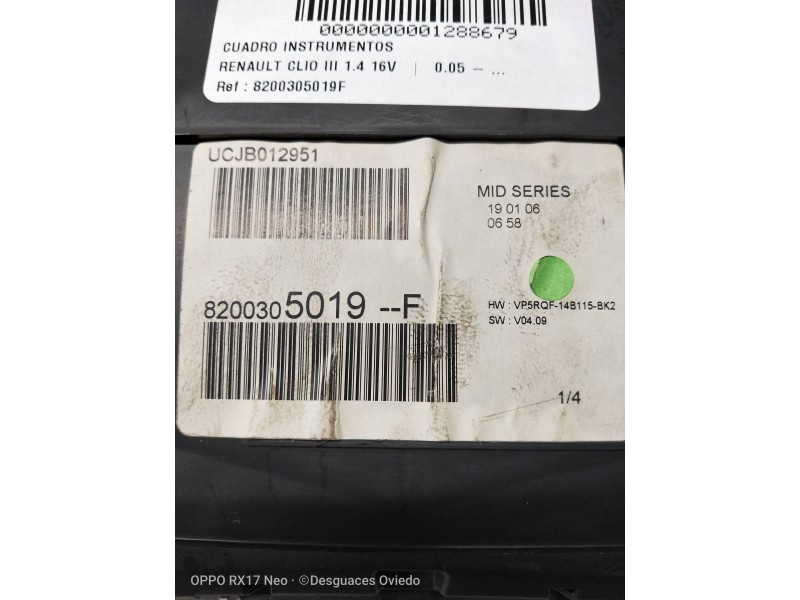 0000000001288679
CUADRO INSTRUMENTOS
RENAULT CLIO III 1.4 16V | 0.05 – ...
Ref : 8200305019F
UCJB012951
MID SERIES
19 01 06
06 58
8200305019 --F
HW : VP5RQF-14B115-BK2
SW : V04.09
1/4
OPPO RX17 Neo · ©Desguaces Oviedo